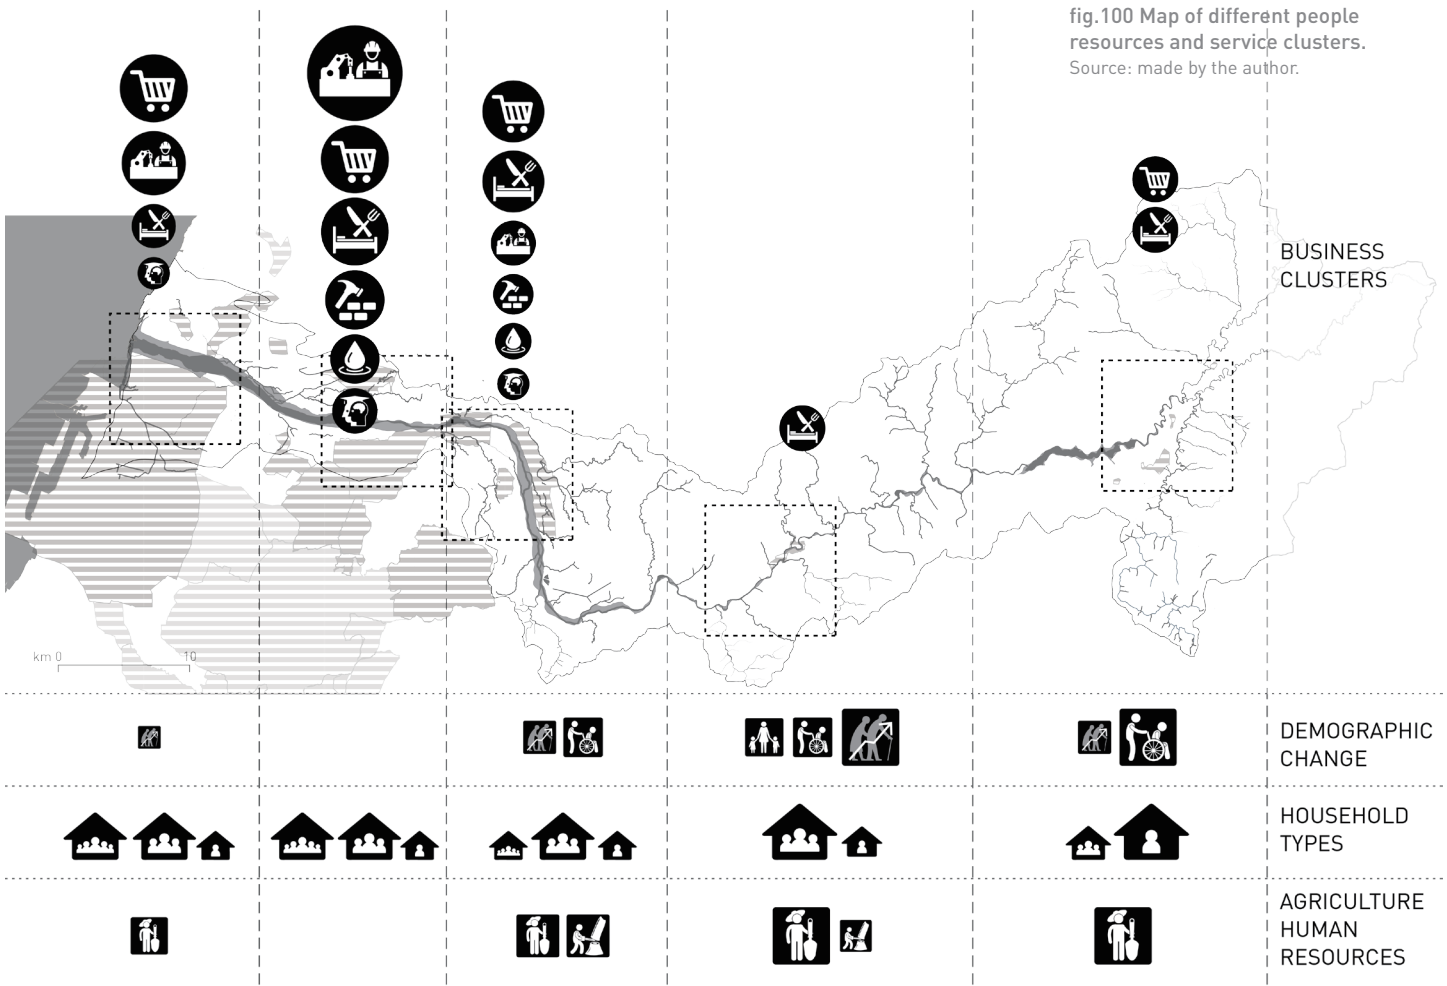 fig.100 Map of different people
resources and service clusters.
Source: made by the author.
BUSINESS
CLUSTERS
km 0 10
DEMOGRAPHIC
CHANGE
HOUSEHOLD
TYPES
AGRICULTURE
HUMAN
RESOURCES